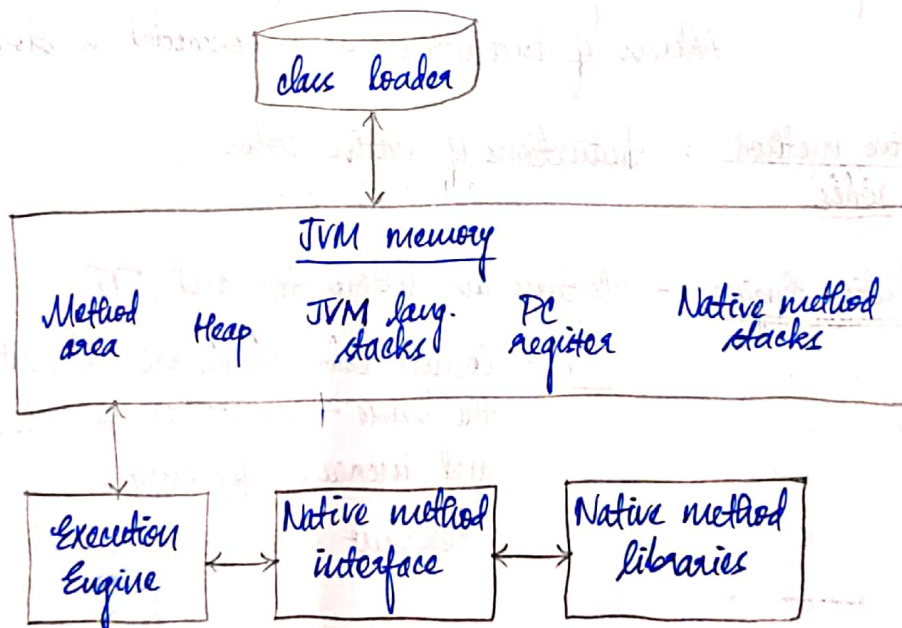 class loader
JVM memory
Method
area
Heap
JVM lang.
stacks
PC
register
Native method
stacks
Execution
Engine
Native method
interface
Native method
libraries